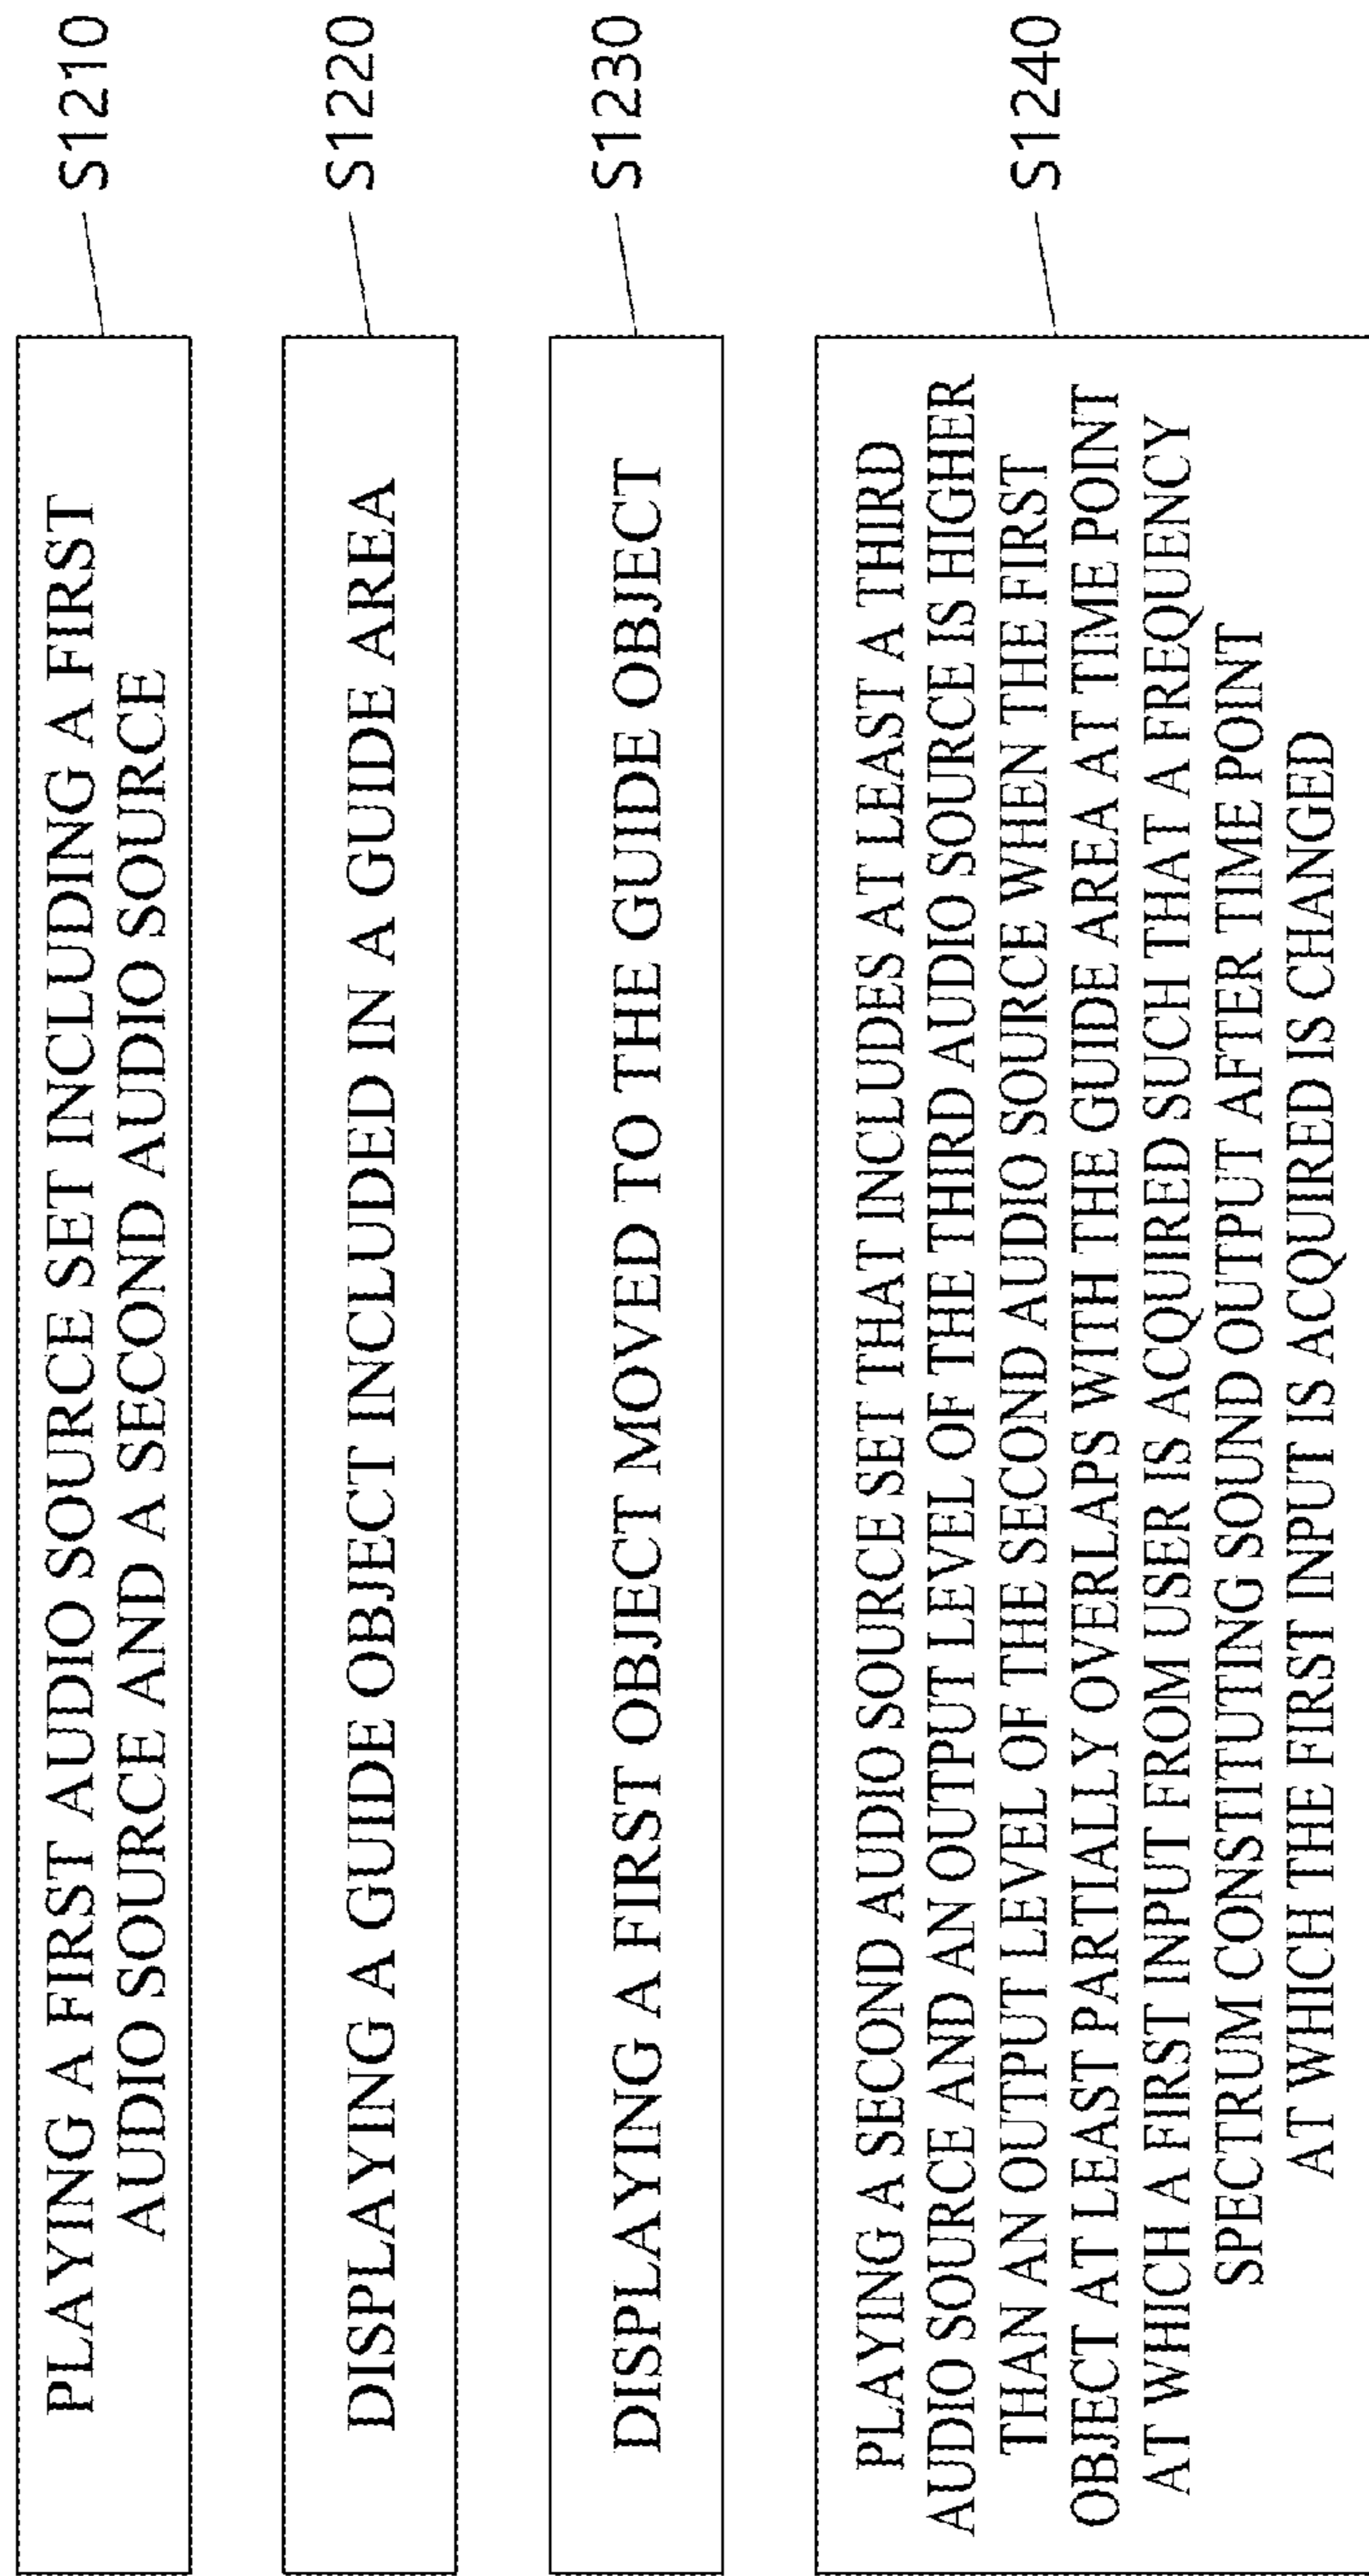 PLAYING A FIRST AUDIO SOURCE SET INCLUDING A FIRST
AUDIO SOURCE AND A SECOND AUDIO SOURCE
S1210
DISPLAYING A GUIDE OBJECT INCLUDED IN A GUIDE AREA
S1220
DISPLAYING A FIRST OBJECT MOVED TO THE GUIDE OBJECT
S1230
PLAYING A SECOND AUDIO SOURCE SET THAT INCLUDES AT LEAST A THIRD
AUDIO SOURCE AND AN OUTPUT LEVEL OF THE THIRD AUDIO SOURCE IS HIGHER
THAN AN OUTPUT LEVEL OF THE SECOND AUDIO SOURCE WHEN THE FIRST
OBJECT AT LEAST PARTIALLY OVERLAPS WITH THE GUIDE AREA AT TIME POINT
AT WHICH A FIRST INPUT FROM USER IS ACQUIRED SUCH THAT A FREQUENCY
SPECTRUM CONSTITUTING SOUND OUTPUT AFTER TIME POINT
AT WHICH THE FIRST INPUT IS ACQUIRED IS CHANGED
S1240